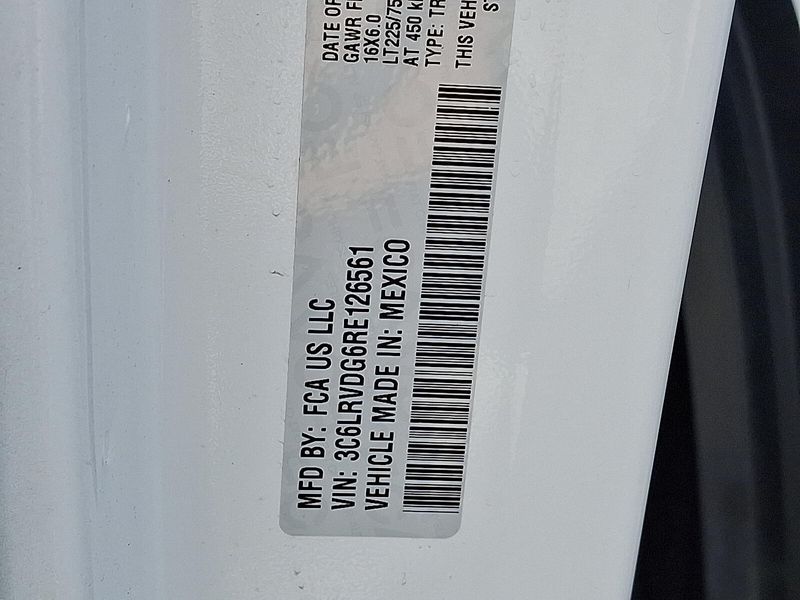 MFD BY: FCA US LLC
VIN: 3C6LRVDG6RE126561
VEHICLE MADE IN: MEXICO
DATE OF
GAWR F
16X6.0
LT225/75
AT 450 k
TYPE: TR
THIS VEH